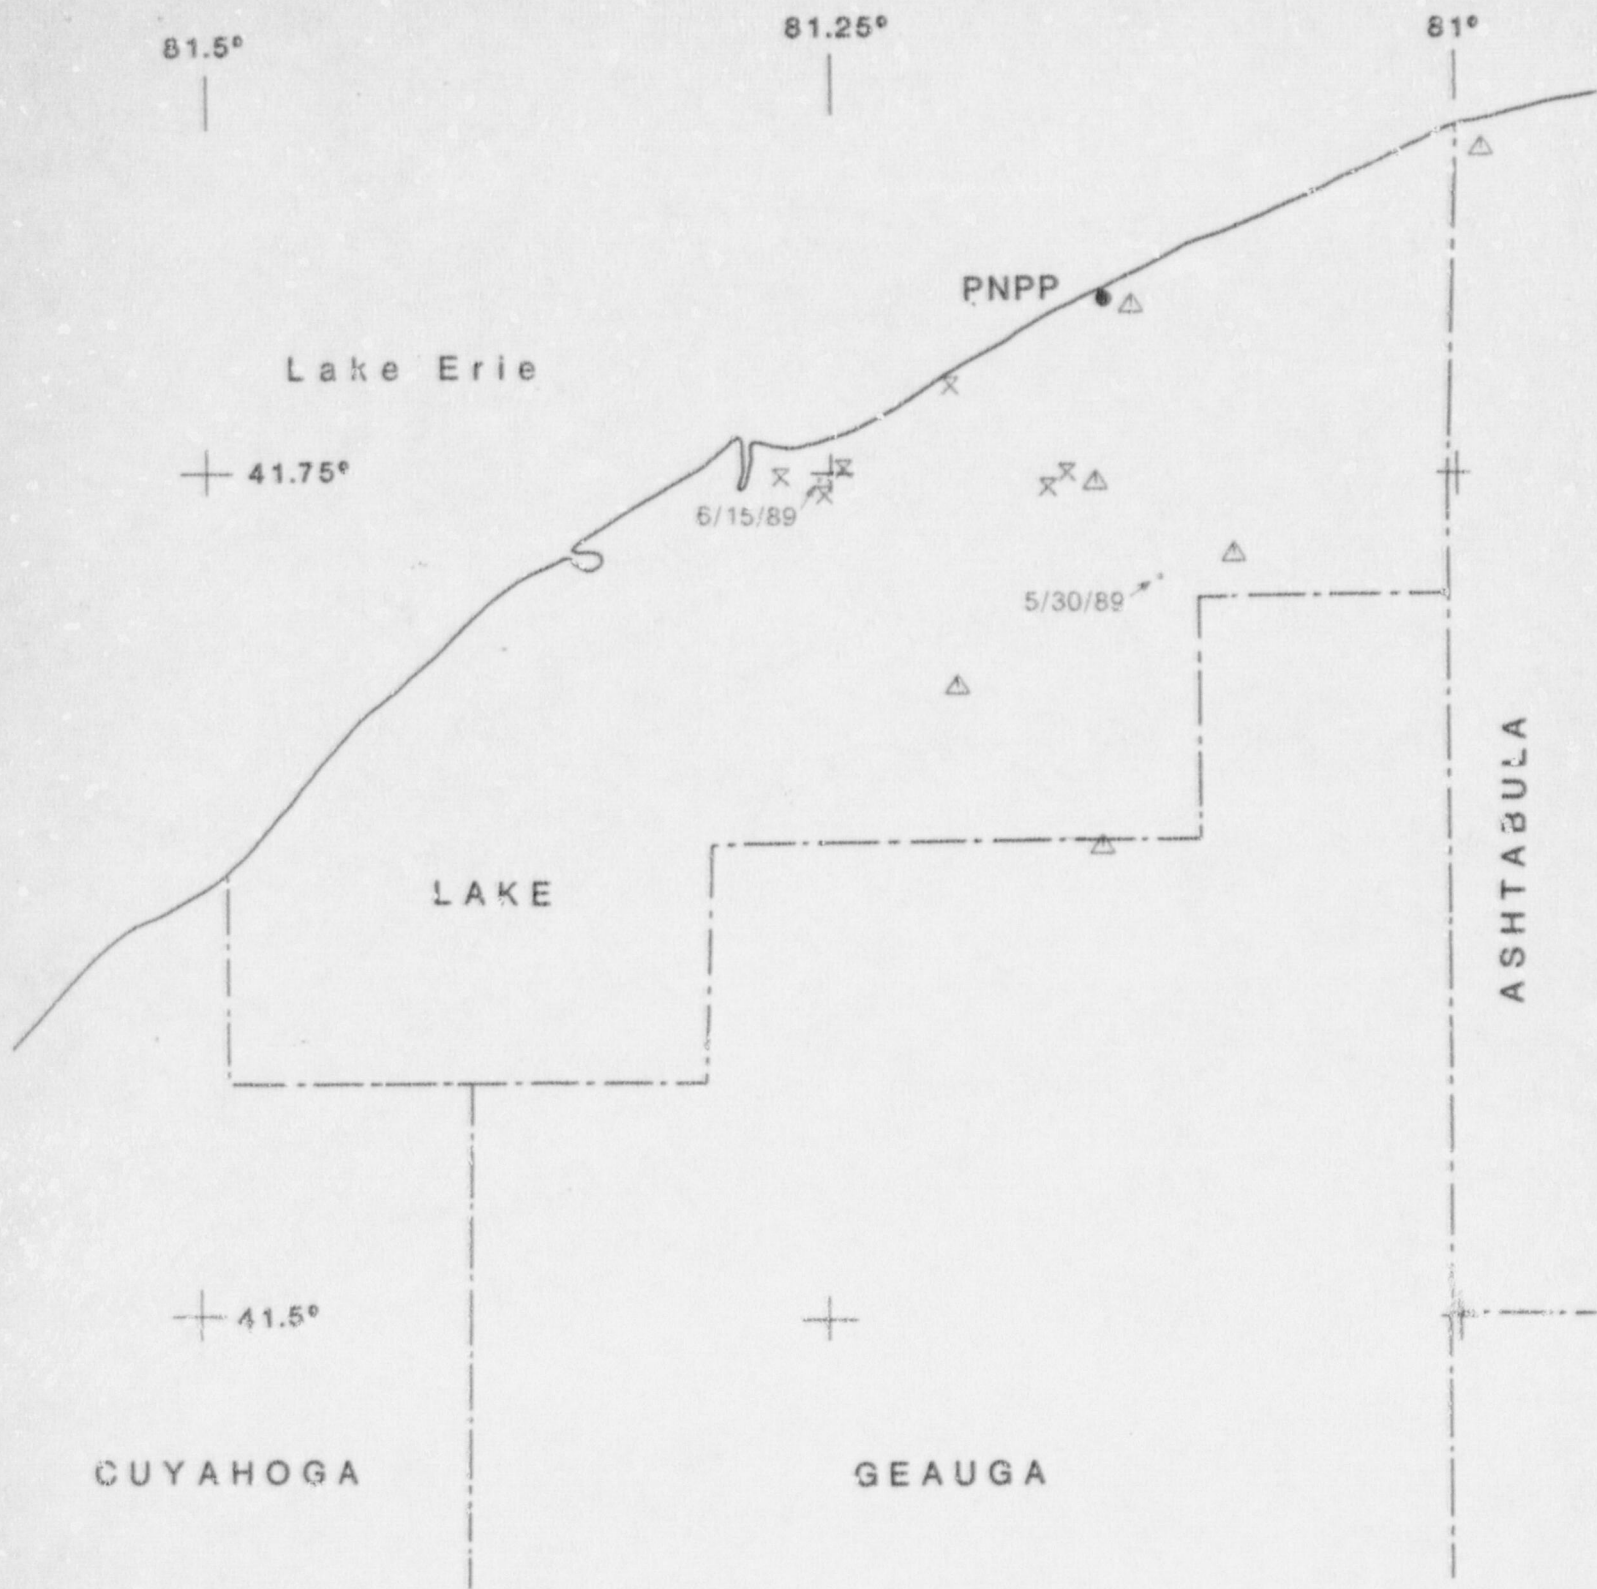 81.5°
81.25°
81°
PNPP
Lake Erie
41.75°
6/15/89
5/30/89
ASHTABULA
LAKE
41.5°
CUYAHOGA
GEAUGA